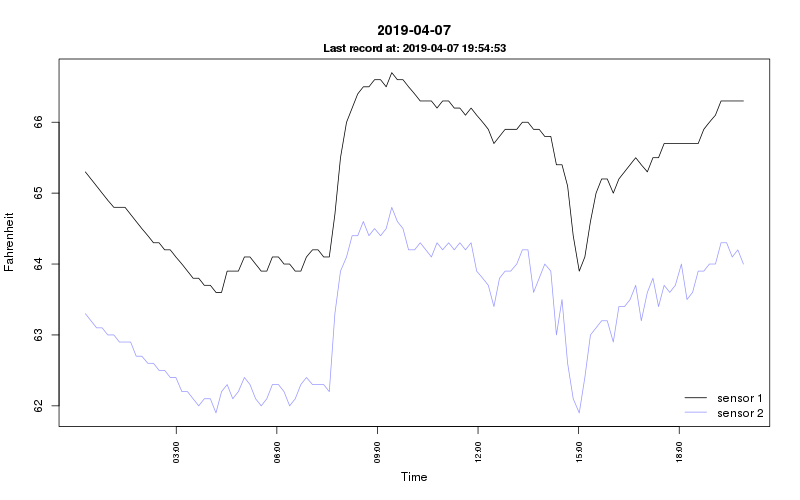 2019-04-07
Last record at: 2019-04-07 19:54:53
Fahrenheit
66
65
64
63
62
sensor 1
sensor 2
03:00 06:00 09:00 12:00 15:00 18:00
Time